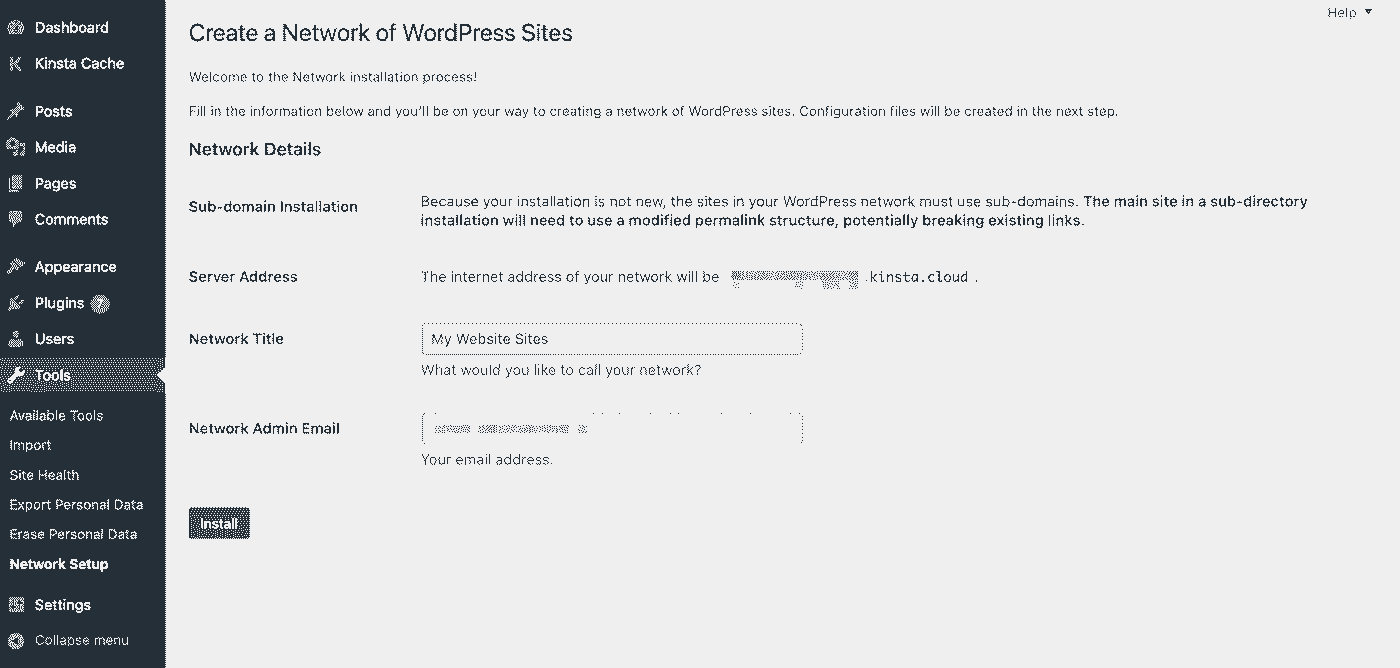 Help
Dashboard
Kinsta Cache
Posts
Media
Pages
Comments
Appearance
Plugins 7
Users
Tools
Available Tools
Import
Site Health
Export Personal Data
Erase Personal Data
Network Setup
Settings
Collapse menu
Create a Network of WordPress Sites
Welcome to the Network installation process!
Fill in the information below and you'll be on your way to creating a network of WordPress sites. Configuration files will be created in the next step.
Network Details
Sub-domain Installation
Because your installation is not new, the sites in your WordPress network must use sub-domains. The main site in a sub-directory
installation will need to use a modified permalink structure, potentially breaking existing links.
Server Address
The internet address of your network will be .kinsta.cloud .
Network Title
My Website Sites
What would you like to call your network?
Network Admin Email
Your email address.
Install